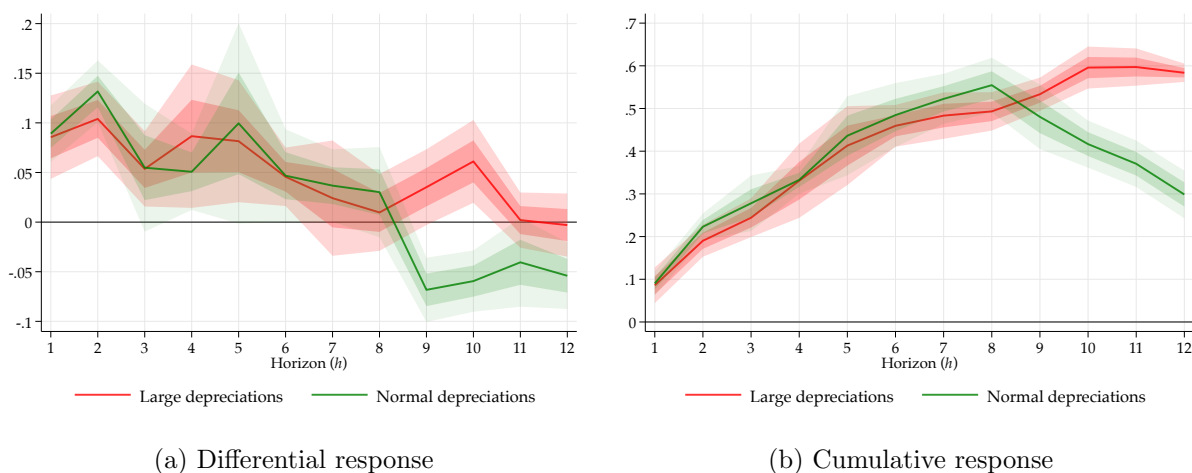 .2
.15
.1
.05
0
-.05
-.1
1 2 3 4 5 6 7 8 9 10 11 12
Horizon (h)
Large depreciations Normal depreciations
(a) Differential response
.7
.6
.5
.4
.3
.2
.1
0
1 2 3 4 5 6 7 8 9 10 11 12
Horizon (h)
Large depreciations Normal depreciations
(b) Cumulative response